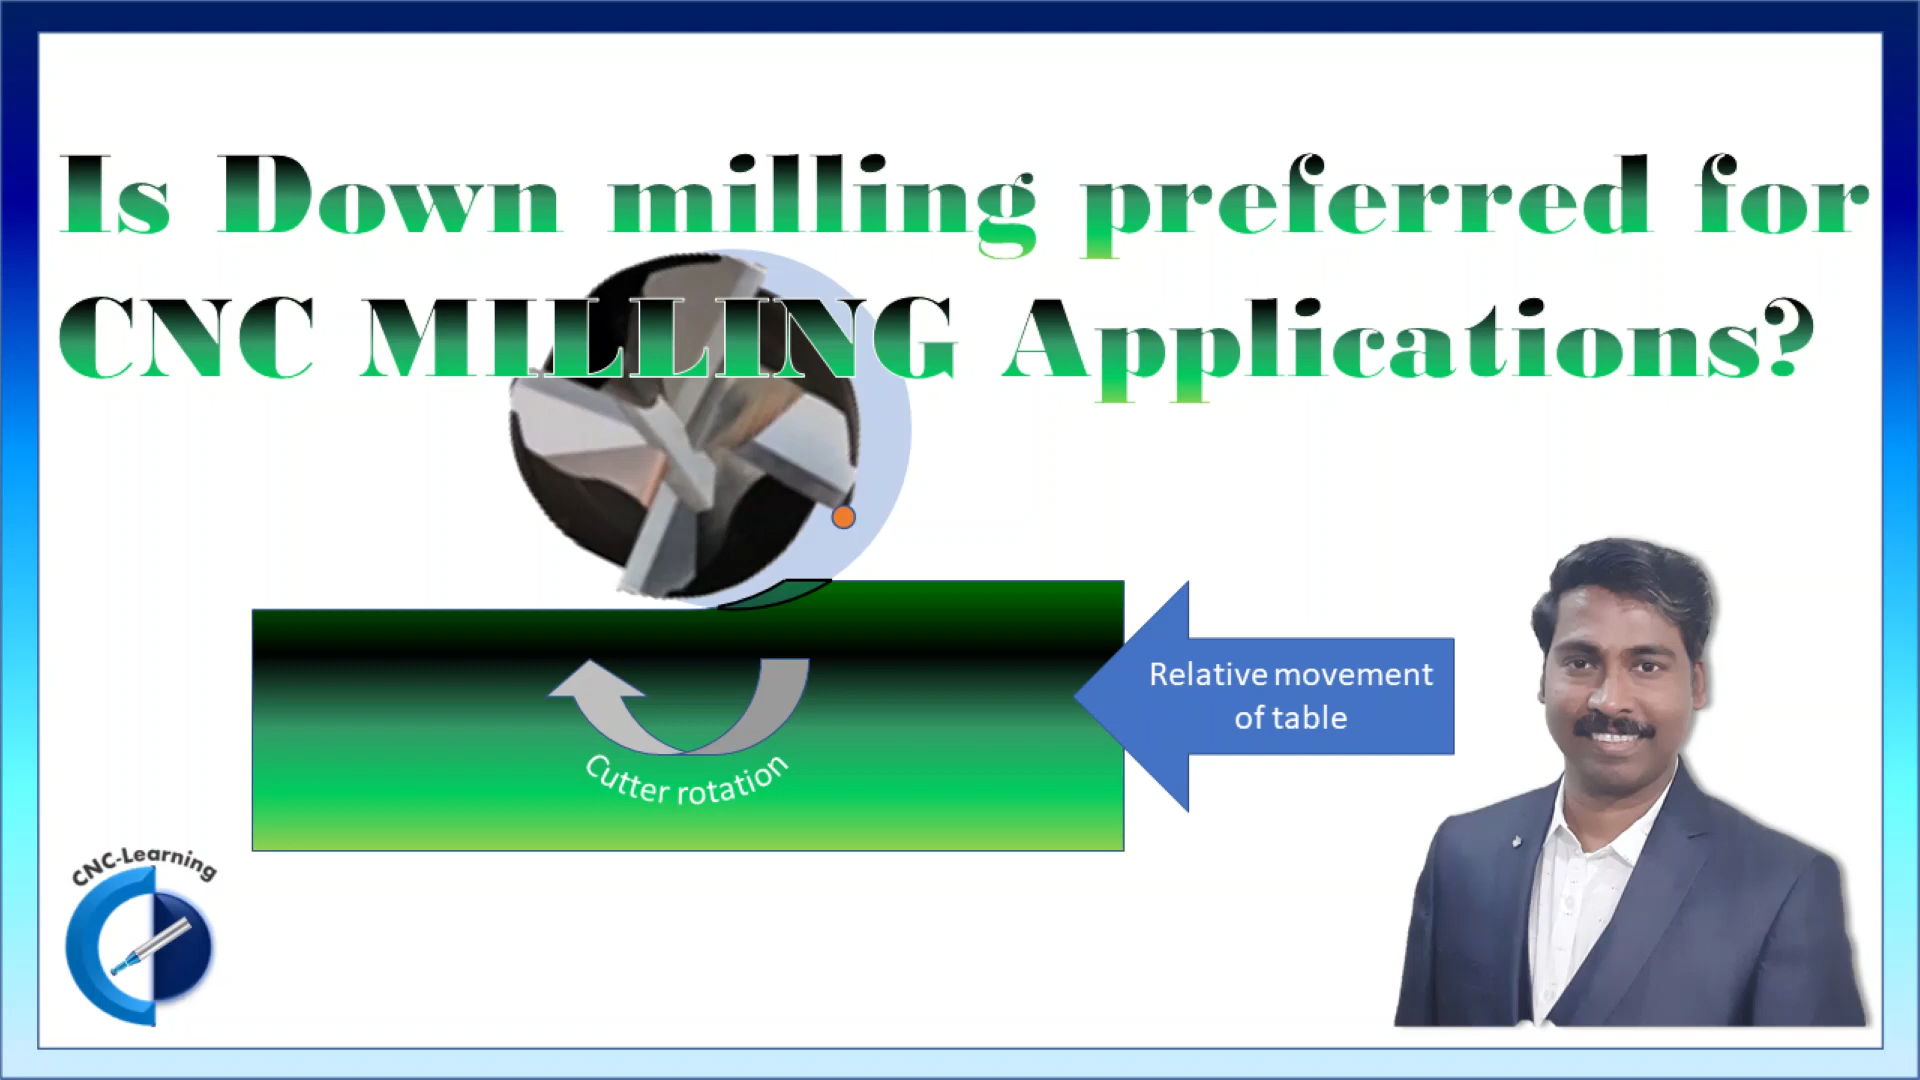 Is Down milling preferred for
CNC MILLING Applications?
Relative movement
of table
Cutter rotation
CNC-Learning